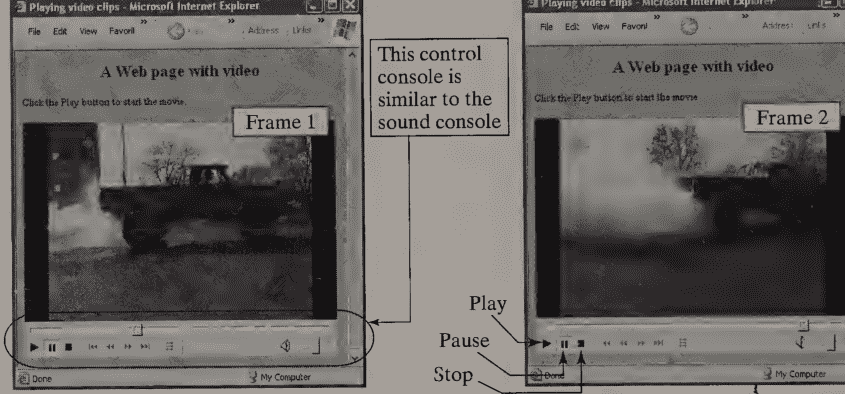 Playing video clips - Microsoft Internet Explorer
File Edit View Favorit » Address Links »
A Web page with video
Click the Play button to start the movie.
Frame 1
Done
My Computer
This control
console is
similar to the
sound console
Playing video clips - Microsoft Internet Explorer
File Edit View Favori » Address Links »
A Web page with video
Click the Play button to start the movie
Frame 2
Play
Pause
Stop
Done
My Computer